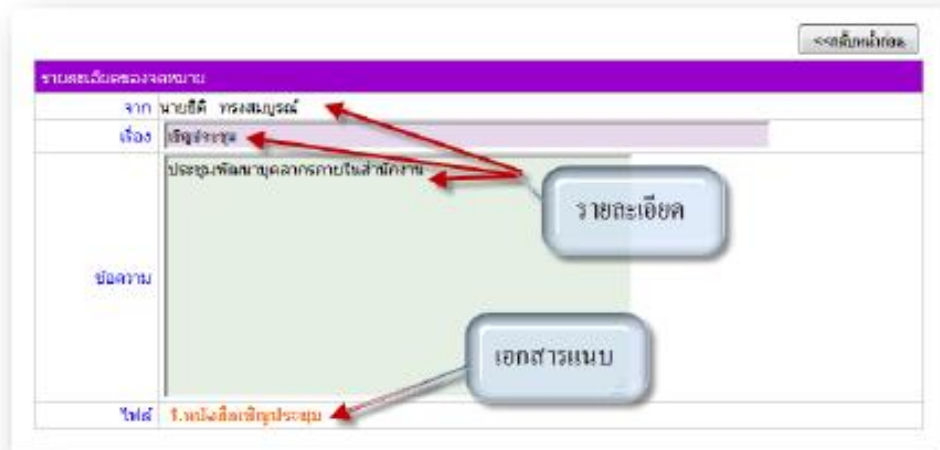 <<กลับหน้าก่อน
รายละเอียดของจดหมาย
จาก นายธิติ ทรงสมบูรณ์
เรื่อง เชิญประชุม
ประชุมพัฒนาบุคลากรภายในสำนักงาน
รายละเอียด
ข้อความ
เอกสารแนบ
ไฟล์ 1.หนังสือเชิญประชุม